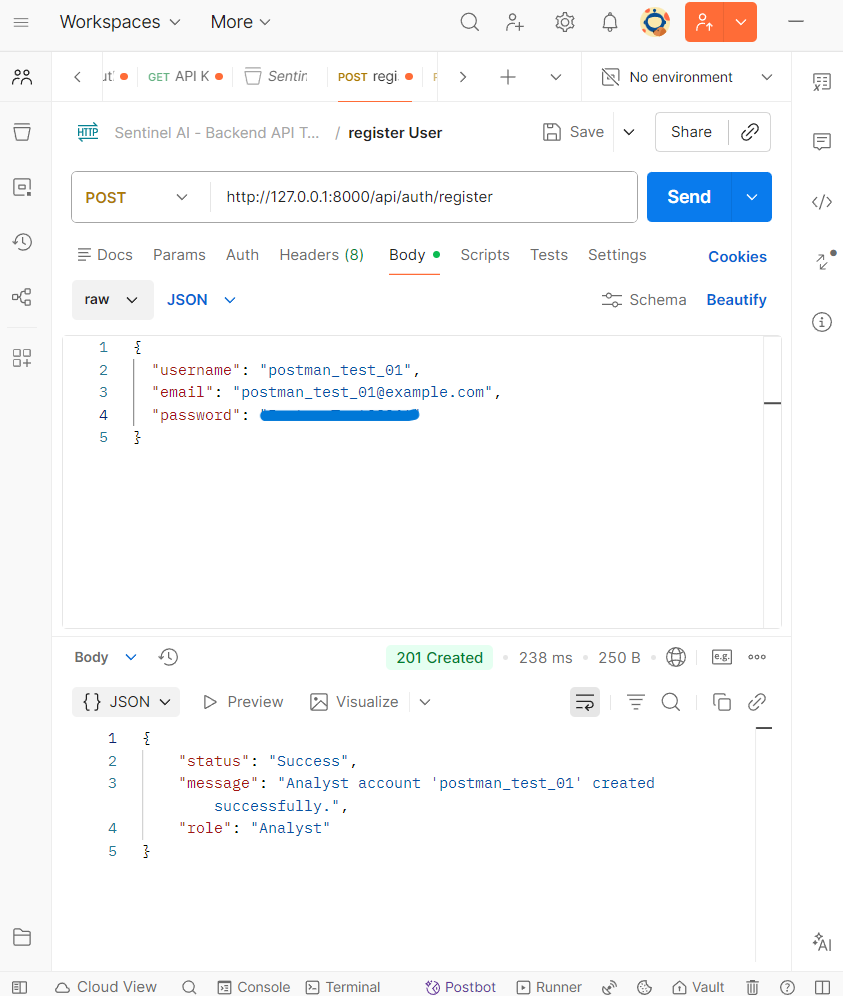 Workspaces More
GET API K Sentin POST regi. No environment
HTTP Sentinel AI - Backend API T... / register User Save Share
POST http://127.0.0.1:8000/api/auth/register Send
Docs Params Auth Headers (8) Body Scripts Tests Settings Cookies
raw JSON Schema Beautify
1 {
2 "username": "postman_test_01",
3 "email": "postman_test_01@example.com",
4 "password":
5 }
Body 201 Created 238 ms 250 B e.g.
{} JSON Preview Visualize
1 {
2 "status": "Success",
3 "message": "Analyst account 'postman_test_01' created
successfully.",
4 "role": "Analyst"
5 }
AI
Cloud View Console Terminal Postbot Runner Vault